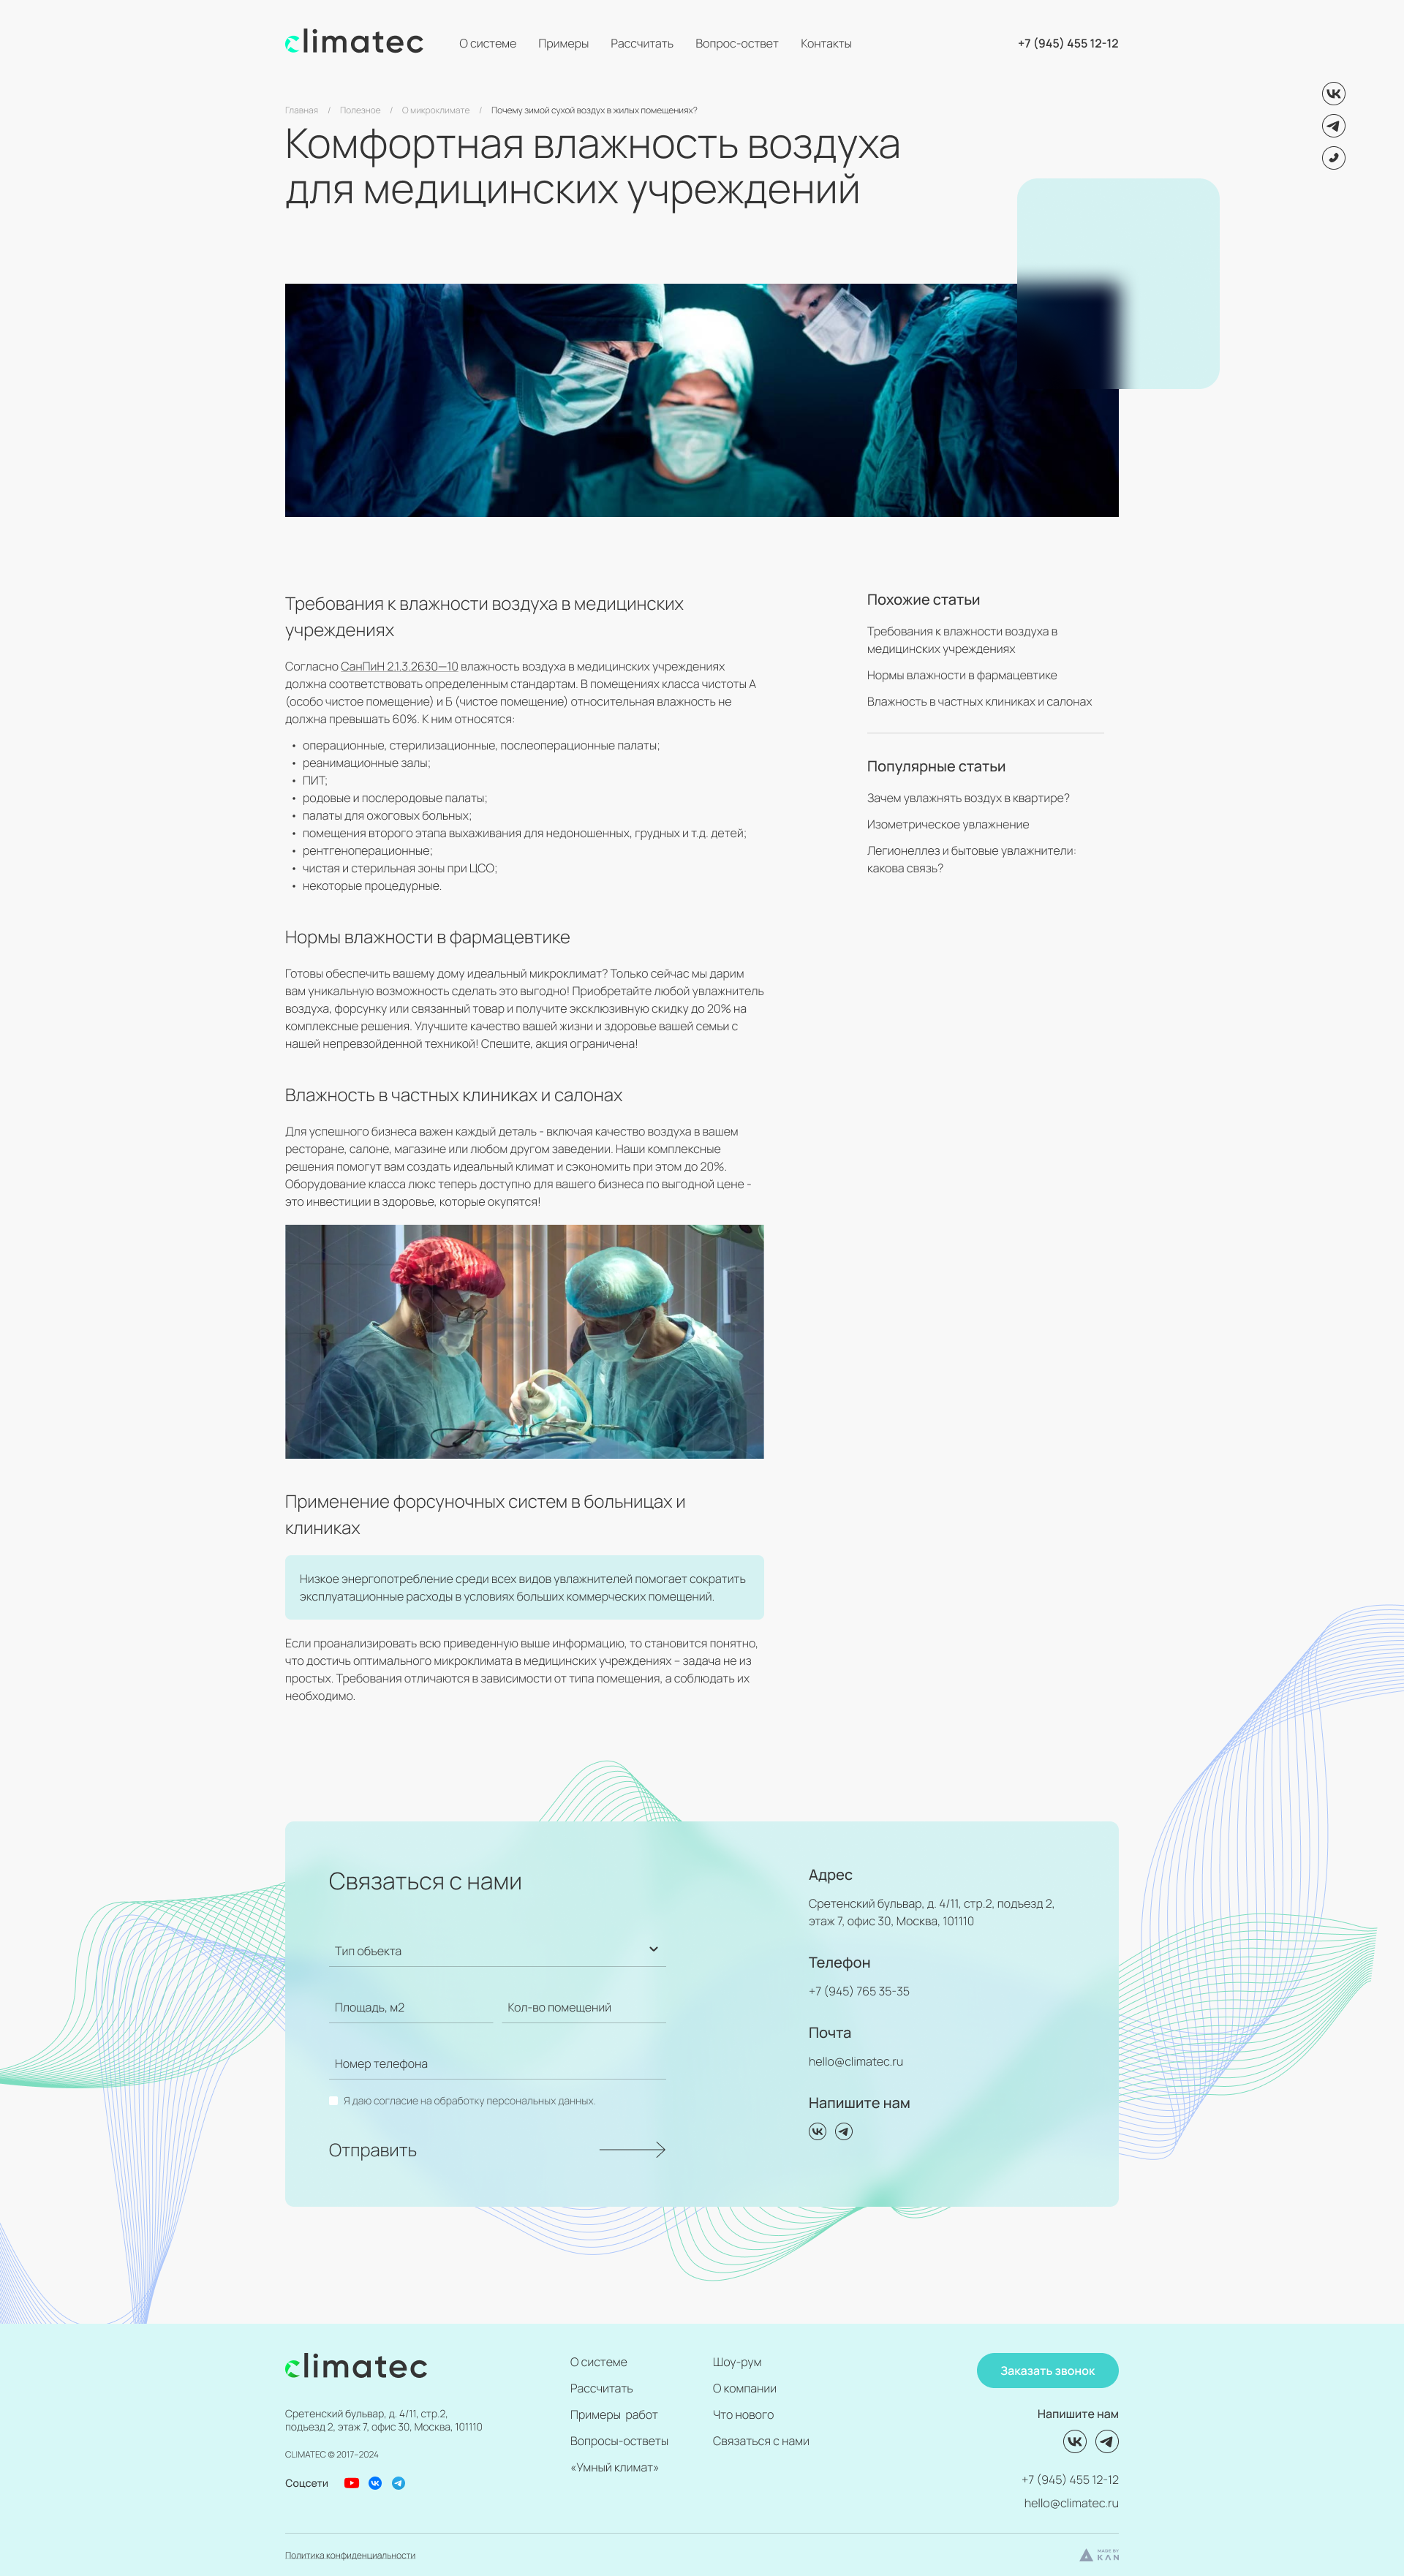 climatec
О системе
Примеры
Рассчитать
Вопрос-оствет
Контакты
+7 (945) 455 12-12
Главная / Полезное / О микроклимате / Почему зимой сухой воздух в жилых помещениях?
Комфортная влажность воздуха
для медицинских учреждений
Требования к влажности воздуха в медицинских
учреждениях
Согласно СанПиН 2.1.3.2630—10 влажность воздуха в медицинских учреждениях
должна соответствовать определенным стандартам. В помещениях класса чистоты А
(особо чистое помещение) и Б (чистое помещение) относительная влажность не
должна превышать 60%. К ним относятся:
• операционные, стерилизационные, послеоперационные палаты;
• реанимационные залы;
• ПИТ;
• родовые и послеродовые палаты;
• палаты для ожоговых больных;
• помещения второго этапа выхаживания для недоношенных, грудных и т.д. детей;
• рентгеноперационные;
• чистая и стерильная зоны при ЦСО;
• некоторые процедурные.
Нормы влажности в фармацевтике
Готовы обеспечить вашему дому идеальный микроклимат? Только сейчас мы дарим
вам уникальную возможность сделать это выгодно! Приобретайте любой увлажнитель
воздуха, форсунку или связанный товар и получите эксклюзивную скидку до 20% на
комплексные решения. Улучшите качество вашей жизни и здоровье вашей семьи с
нашей непревзойденной техникой! Спешите, акция ограничена!
Влажность в частных клиниках и салонах
Для успешного бизнеса важен каждый деталь - включая качество воздуха в вашем
ресторане, салоне, магазине или любом другом заведении. Наши комплексные
решения помогут вам создать идеальный климат и сэкономить при этом до 20%.
Оборудование класса люкс теперь доступно для вашего бизнеса по выгодной цене -
это инвестиции в здоровье, которые окупятся!
Применение форсуночных систем в больницах и
клиниках
Низкое энергопотребление среди всех видов увлажнителей помогает сократить
эксплуатационные расходы в условиях больших коммерческих помещений.
Если проанализировать всю приведенную выше информацию, то становится понятно,
что достичь оптимального микроклимата в медицинских учреждениях – задача не из
простых. Требования отличаются в зависимости от типа помещения, а соблюдать их
необходимо.
Похожие статьи
Требования к влажности воздуха в
медицинских учреждениях
Нормы влажности в фармацевтике
Влажность в частных клиниках и салонах
Популярные статьи
Зачем увлажнять воздух в квартире?
Изометрическое увлажнение
Легионеллез и бытовые увлажнители:
какова связь?
Связаться с нами
Тип объекта
Площадь, м2
Кол-во помещений
Номер телефона
Я даю согласие на обработку персональных данных.
Отправить
Адрес
Сретенский бульвар, д. 4/11, стр.2, подъезд 2,
этаж 7, офис 30, Москва, 101110
Телефон
+7 (945) 765 35-35
Почта
hello@climatec.ru
Напишите нам
climatec
Сретенский бульвар, д. 4/11, стр.2,
подъезд 2, этаж 7, офис 30, Москва, 101110
CLIMATEC © 2017–2024
Соцсети
О системе
Рассчитать
Примеры работ
Вопросы-остветы
«Умный климат»
Шоу-рум
О компании
Что нового
Связаться с нами
Заказать звонок
Напишите нам
+7 (945) 455 12-12
hello@climatec.ru
Политика конфиденциальности
MADE BY
KAN